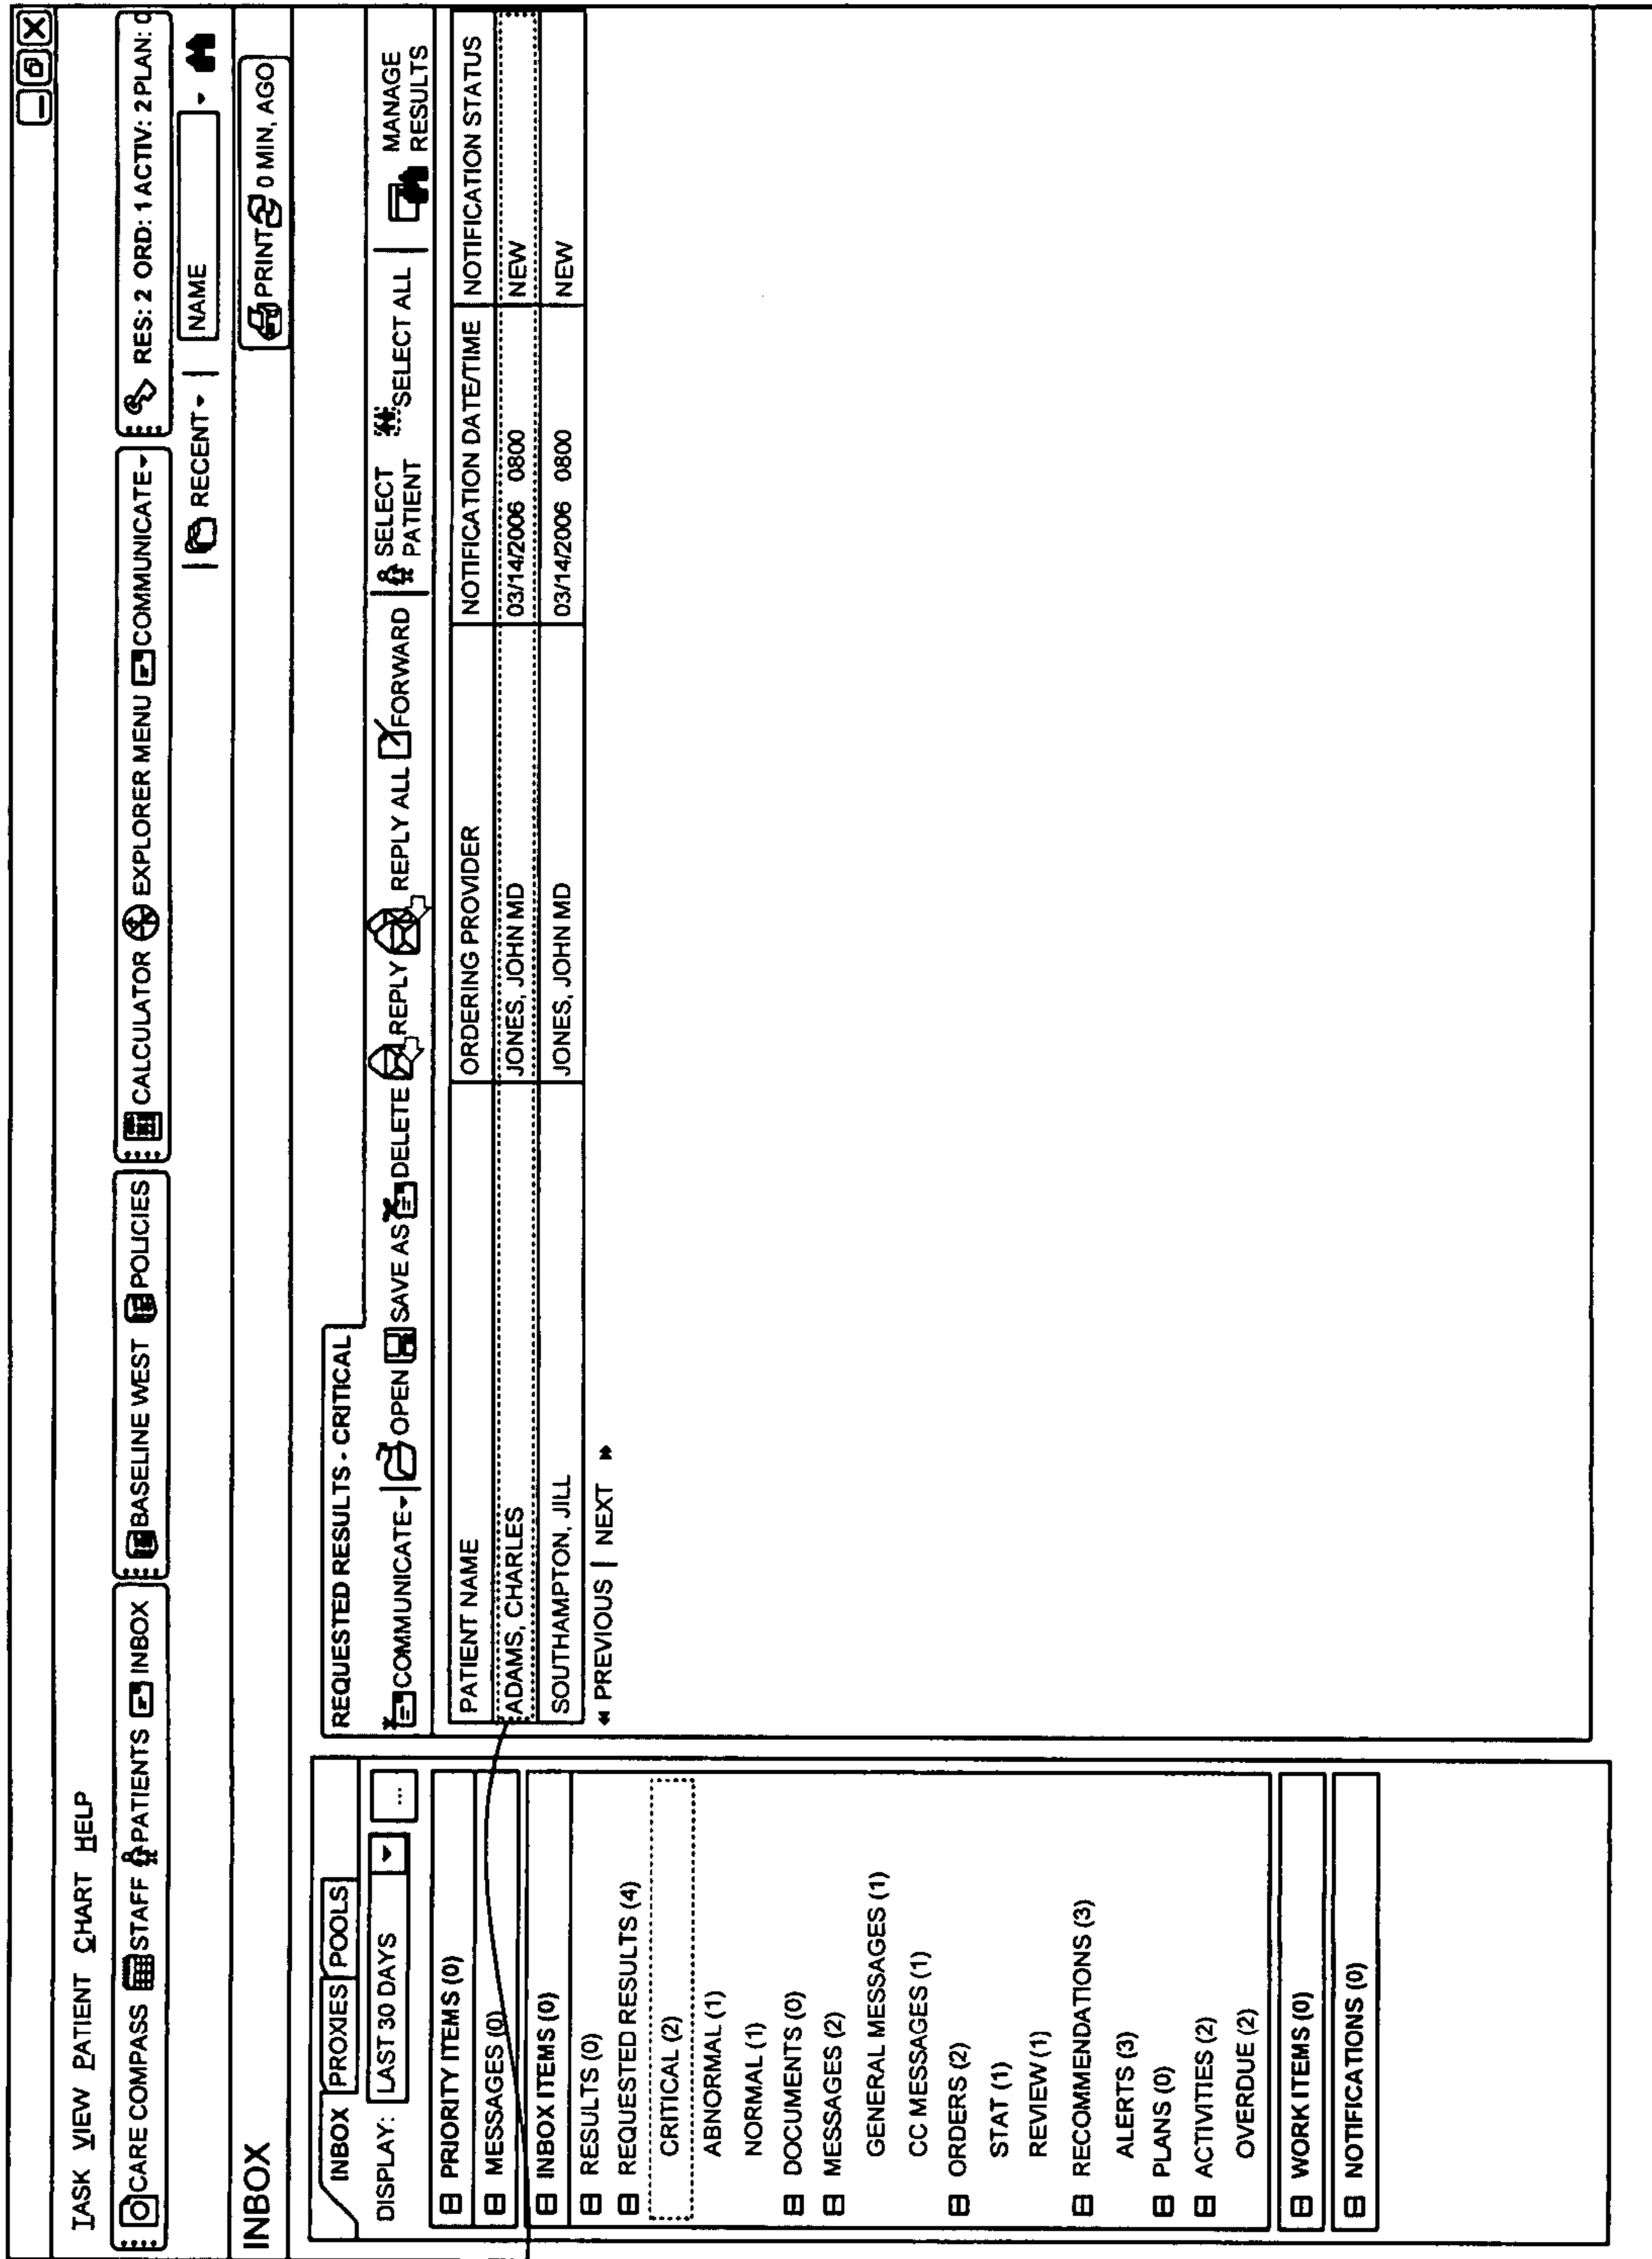 TASK VIEW PATIENT CHART HELP
CARE COMPASS STAFF PATIENTS INBOX BASELINE WEST POLICIES CALCULATOR EXPLORER MENU COMMUNICATE RES: 2 ORD: 1 ACTIV: 2 PLAN: 0
RECENT NAME
INBOX PRINT 0 MIN, AGO
INBOX PROXIES POOLS
DISPLAY: LAST 30 DAYS ...
PRIORITY ITEMS (0)
MESSAGES (0)
INBOX ITEMS (0)
RESULTS (0)
REQUESTED RESULTS (4)
CRITICAL (2)
ABNORMAL (1)
NORMAL (1)
DOCUMENTS (0)
MESSAGES (2)
GENERAL MESSAGES (1)
CC MESSAGES (1)
ORDERS (2)
STAT (1)
REVIEW (1)
RECOMMENDATIONS (3)
ALERTS (3)
PLANS (0)
ACTIVITIES (2)
OVERDUE (2)
WORK ITEMS (0)
NOTIFICATIONS (0)
REQUESTED RESULTS - CRITICAL
COMMUNICATE OPEN SAVE AS DELETE REPLY REPLY ALL FORWARD SELECT PATIENT SELECT ALL MANAGE RESULTS
PATIENT NAME ORDERING PROVIDER NOTIFICATION DATE/TIME NOTIFICATION STATUS
ADAMS, CHARLES JONES, JOHN MD 03/14/2006 0800 NEW
SOUTHAMPTON, JILL JONES, JOHN MD 03/14/2006 0800 NEW
PREVIOUS | NEXT